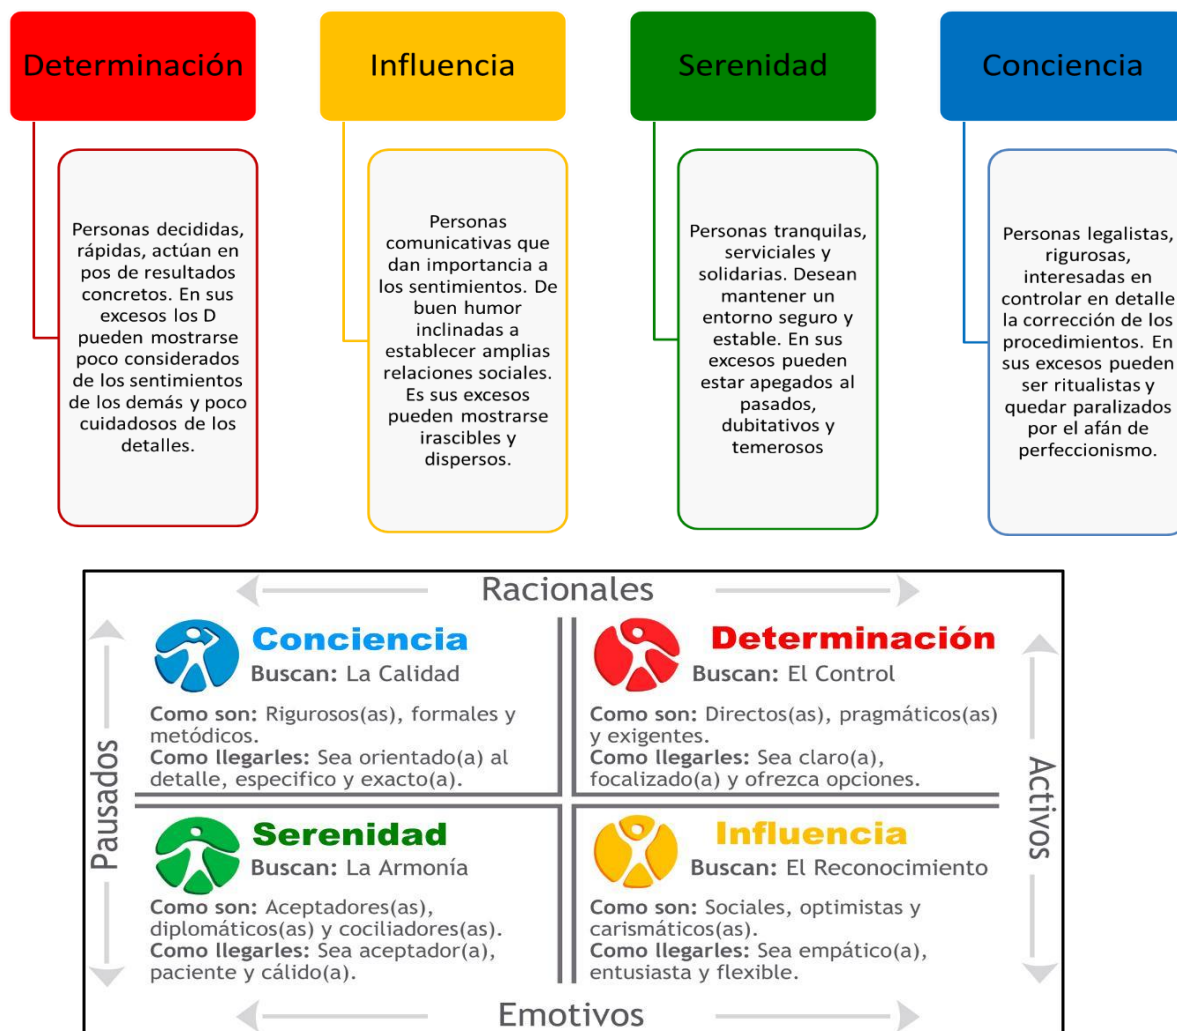 Determinación
Influencia
Serenidad
Conciencia
Personas decididas,
rápidas, actúan en
pos de resultados
concretos. En sus
excesos los D
pueden mostrarse
poco considerados
de los sentimientos
de los demás y poco
cuidadosos de los
detalles.
Personas
comunicativas que
dan importancia a
los sentimientos. De
buen humor
inclinadas a
establecer amplias
relaciones sociales.
Es sus excesos
pueden mostrarse
irascibles y
dispersos.
Personas tranquilas,
serviciales y
solidarias. Desean
mantener un
entorno seguro y
estable. En sus
excesos pueden
estar apegados al
pasados,
dubitativos y
temerosos
Personas legalistas,
rigurosas,
interesadas en
controlar en detalle
la corrección de los
procedimientos. En
sus excesos pueden
ser ritualistas y
quedar paralizados
por el afán de
perfeccionismo.
Racionales
Pausados
Conciencia
Buscan: La Calidad
Como son: Rigurosos(as), formales y
metódicos.
Como llegarles: Sea orientado(a) al
detalle, especifico y exacto(a).
Determinación
Buscan: El Control
Como son: Directos(as), pragmáticos(as)
y exigentes.
Como llegarles: Sea claro(a),
focalizado(a) y ofrezca opciones.
Activos
Serenidad
Buscan: La Armonía
Como son: Aceptadores(as),
diplomáticos(as) y cociliadores(as).
Como llegarles: Sea aceptador(a),
paciente y cálido(a).
Influencia
Buscan: El Reconocimiento
Como son: Sociales, optimistas y
carismáticos(as).
Como llegarles: Sea empático(a),
entusiasta y flexible.
Emotivos